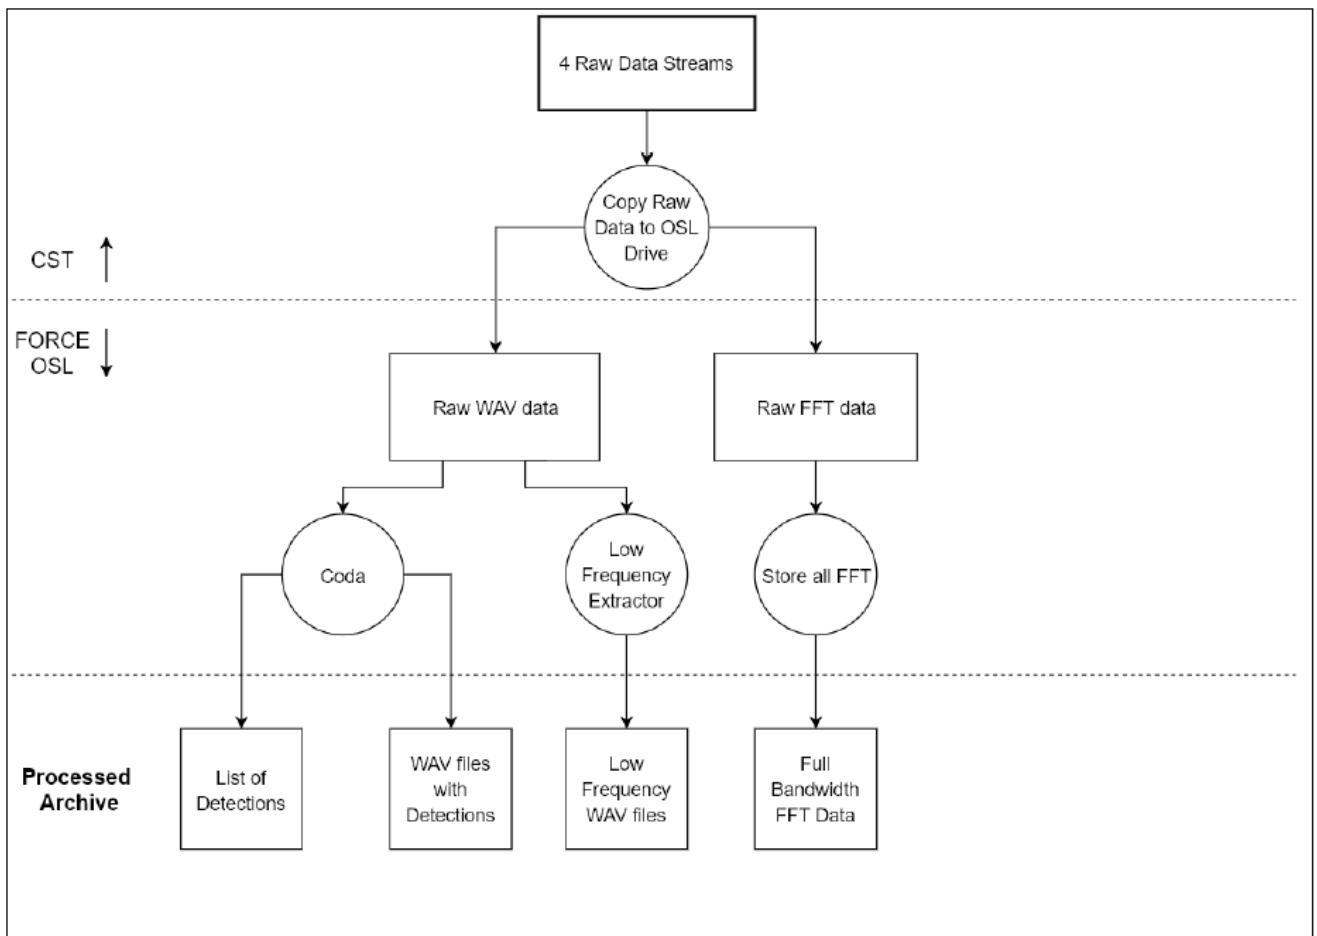 4 Raw Data Streams
Copy Raw
Data to OSL
Drive
CST
FORCE
OSL
Raw WAV data
Raw FFT data
Coda
Low
Frequency
Extractor
Store all FFT
Processed
Archive
List of
Detections
WAV files
with
Detections
Low
Frequency
WAV files
Full
Bandwidth
FFT Data